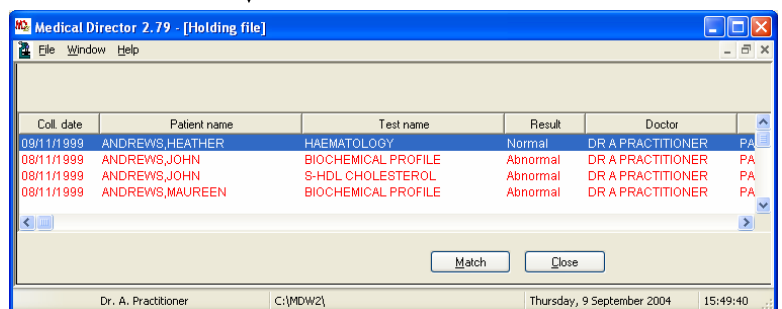 Medical Director 2.79 - [Holding file]
File Window Help
Coll. date Patient name Test name Result Doctor
09/11/1999 ANDREWS,HEATHER HAEMATOLOGY Normal DR A PRACTITIONER PA
08/11/1999 ANDREWS,JOHN BIOCHEMICAL PROFILE Abnormal DR A PRACTITIONER PA
08/11/1999 ANDREWS,JOHN S-HDL CHOLESTEROL Abnormal DR A PRACTITIONER PA
08/11/1999 ANDREWS,MAUREEN BIOCHEMICAL PROFILE Abnormal DR A PRACTITIONER PA
Match Close
Dr. A. Practitioner C:\MDW2\ Thursday, 9 September 2004 15:49:40